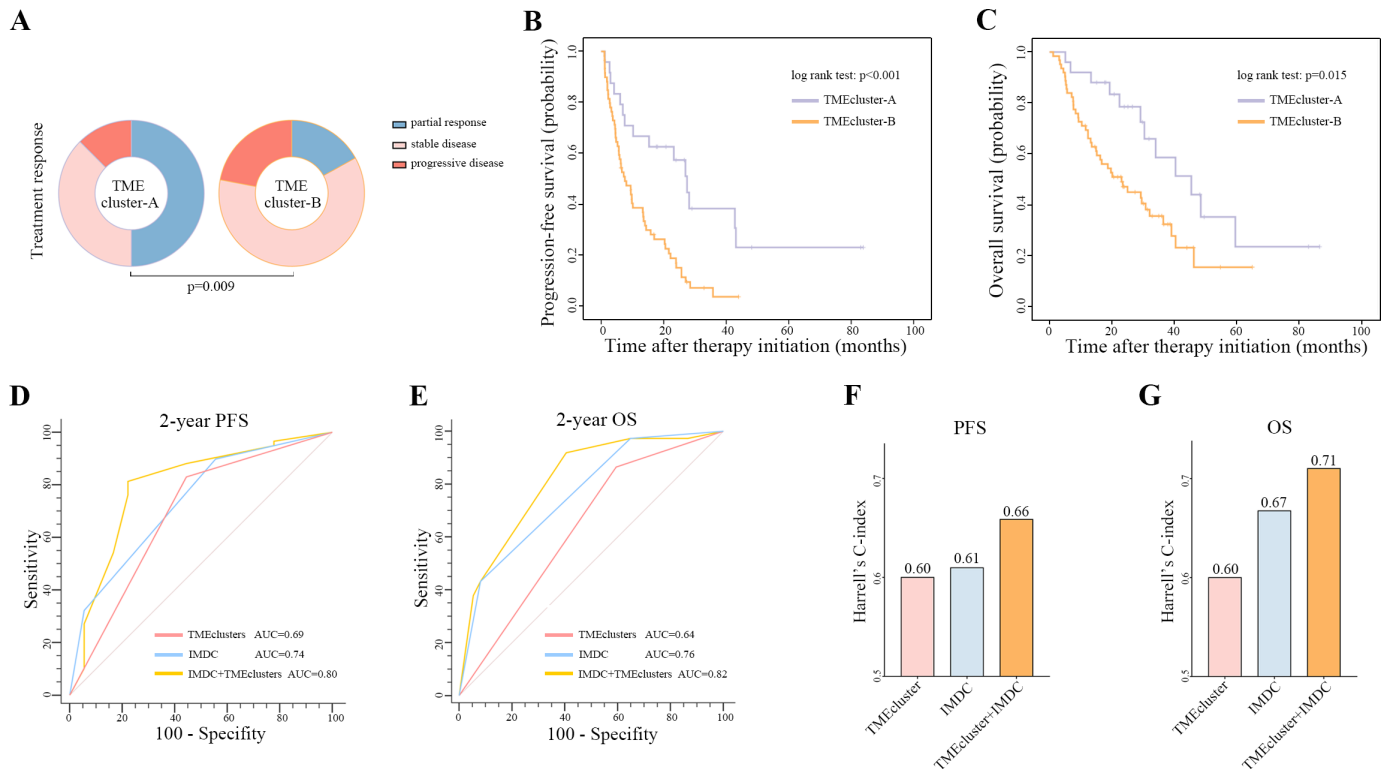 A
Treatment response
TME
cluster-A
TME
cluster-B
partial response
stable disease
progressive disease
p=0.009
B
Progression-free survival (probability)
1.0
0.8
0.6
0.4
0.2
0.0
log rank test: p<0.001
TMEcluster-A
TMEcluster-B
0 20 40 60 80 100
Time after therapy initiation (months)
C
Overall survival (probability)
1.0
0.8
0.6
0.4
0.2
0.0
log rank test: p=0.015
TMEcluster-A
TMEcluster-B
0 20 40 60 80 100
Time after therapy initiation (months)
D
2-year PFS
Sensitivity
100
80
60
40
20
0
TMEclusters AUC=0.69
IMDC AUC=0.74
IMDC+TMEclusters AUC=0.80
0 20 40 60 80 100
100 - Specifity
E
2-year OS
Sensitivity
100
80
60
40
20
0
TMEclusters AUC=0.64
IMDC AUC=0.76
IMDC+TMEclusters AUC=0.82
0 20 40 60 80 100
100 - Specifity
F
PFS
Harrell's C-index
0.7
0.6
0.5
0.60
0.61
0.66
TMEcluster
IMDC
TMEcluster+IMDC
G
OS
Harrell's C-index
0.7
0.6
0.5
0.60
0.67
0.71
TMEcluster
IMDC
TMEcluster+IMDC